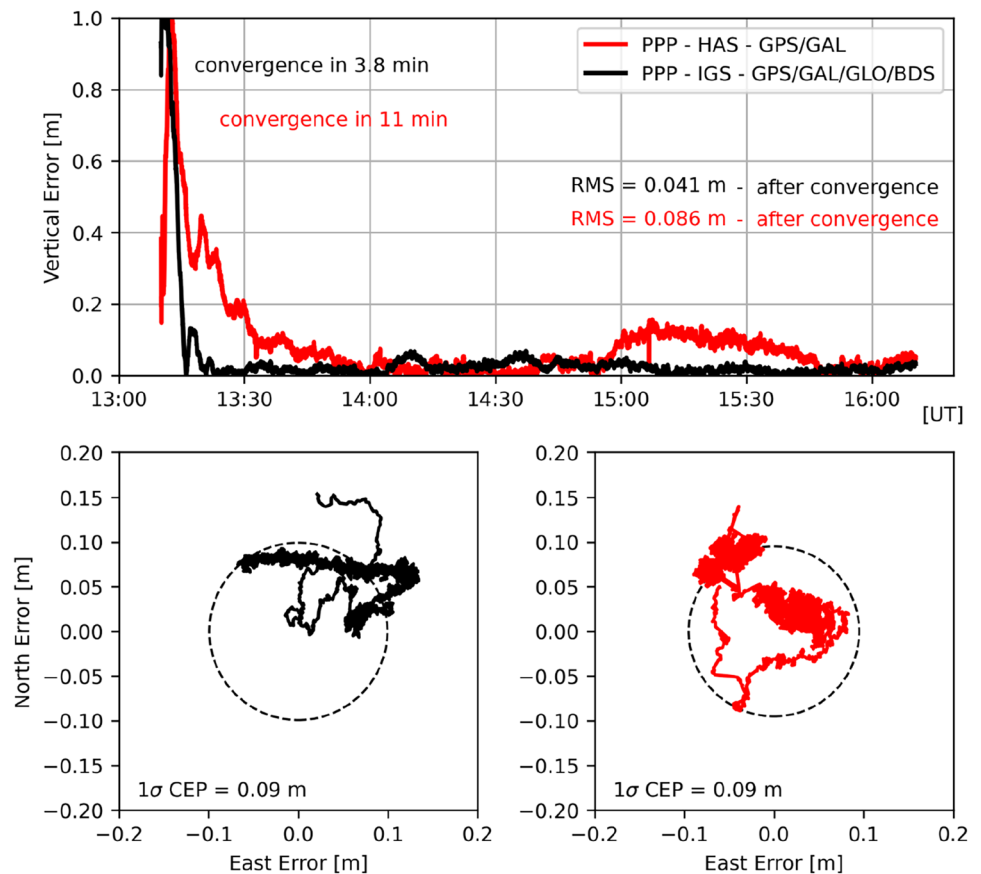 1.0
0.8
0.6
0.4
0.2
0.0
Vertical Error [m]
convergence in 3.8 min
convergence in 11 min
PPP - HAS - GPS/GAL
PPP - IGS - GPS/GAL/GLO/BDS
RMS = 0.041 m - after convergence
RMS = 0.086 m - after convergence
13:00 13:30 14:00 14:30 15:00 15:30 16:00
[UT]
0.20
0.15
0.10
0.05
0.00
−0.05
−0.10
−0.15
−0.20
North Error [m]
1σ CEP = 0.09 m
−0.2 −0.1 0.0 0.1 0.2
East Error [m]
0.20
0.15
0.10
0.05
0.00
−0.05
−0.10
−0.15
−0.20
1σ CEP = 0.09 m
−0.2 −0.1 0.0 0.1 0.2
East Error [m]